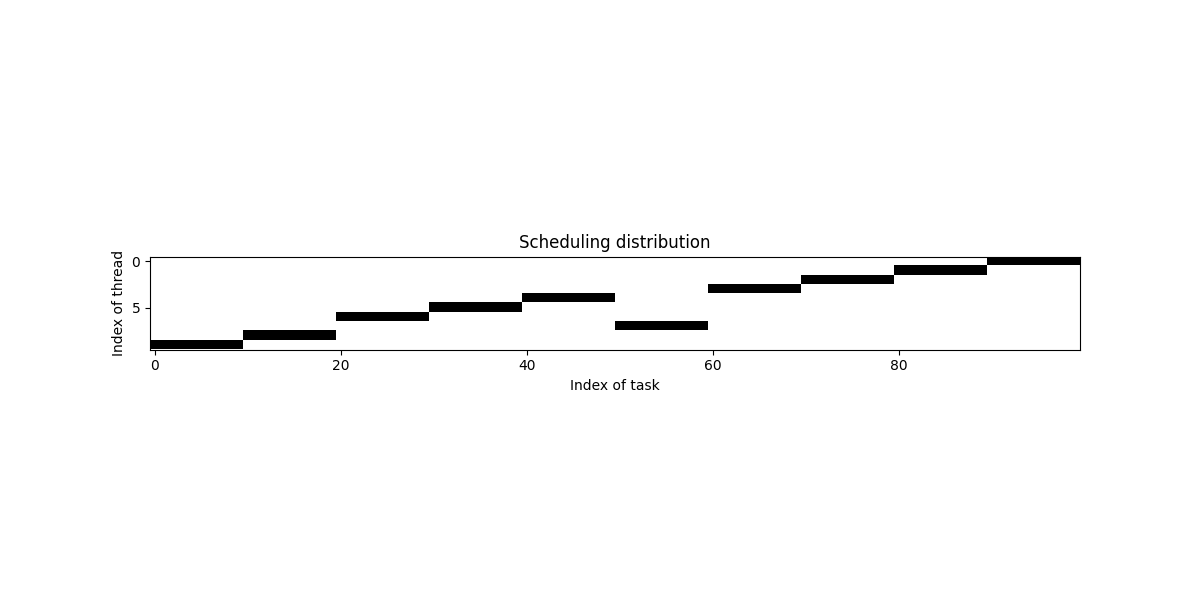 Scheduling distribution
Index of thread
0
5
0 20 40 60 80
Index of task